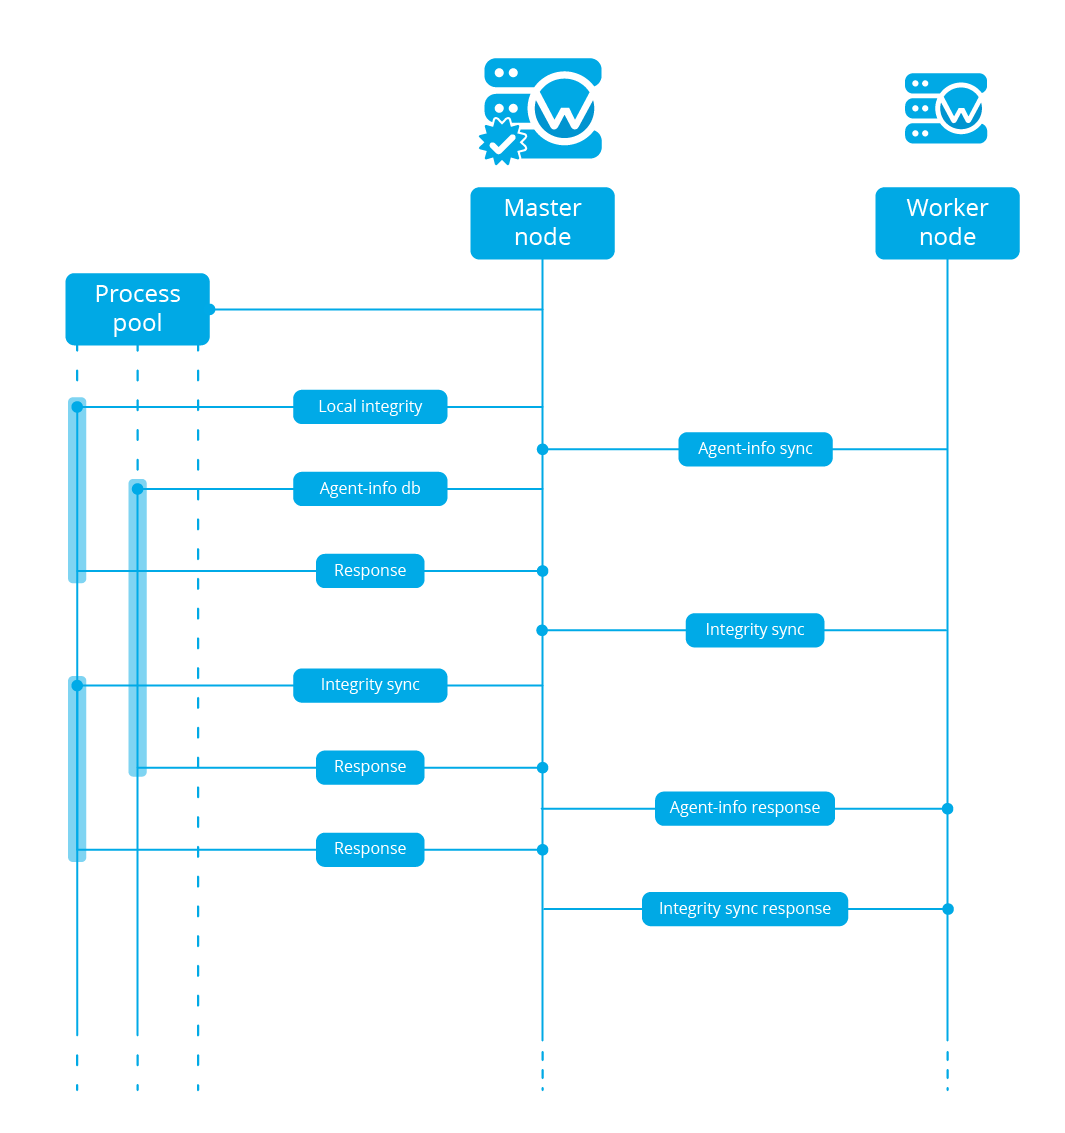 Master
node
Worker
node
Process
pool
Local integrity
Agent-info sync
Agent-info db
Response
Integrity sync
Integrity sync
Response
Agent-info response
Response
Integrity sync response